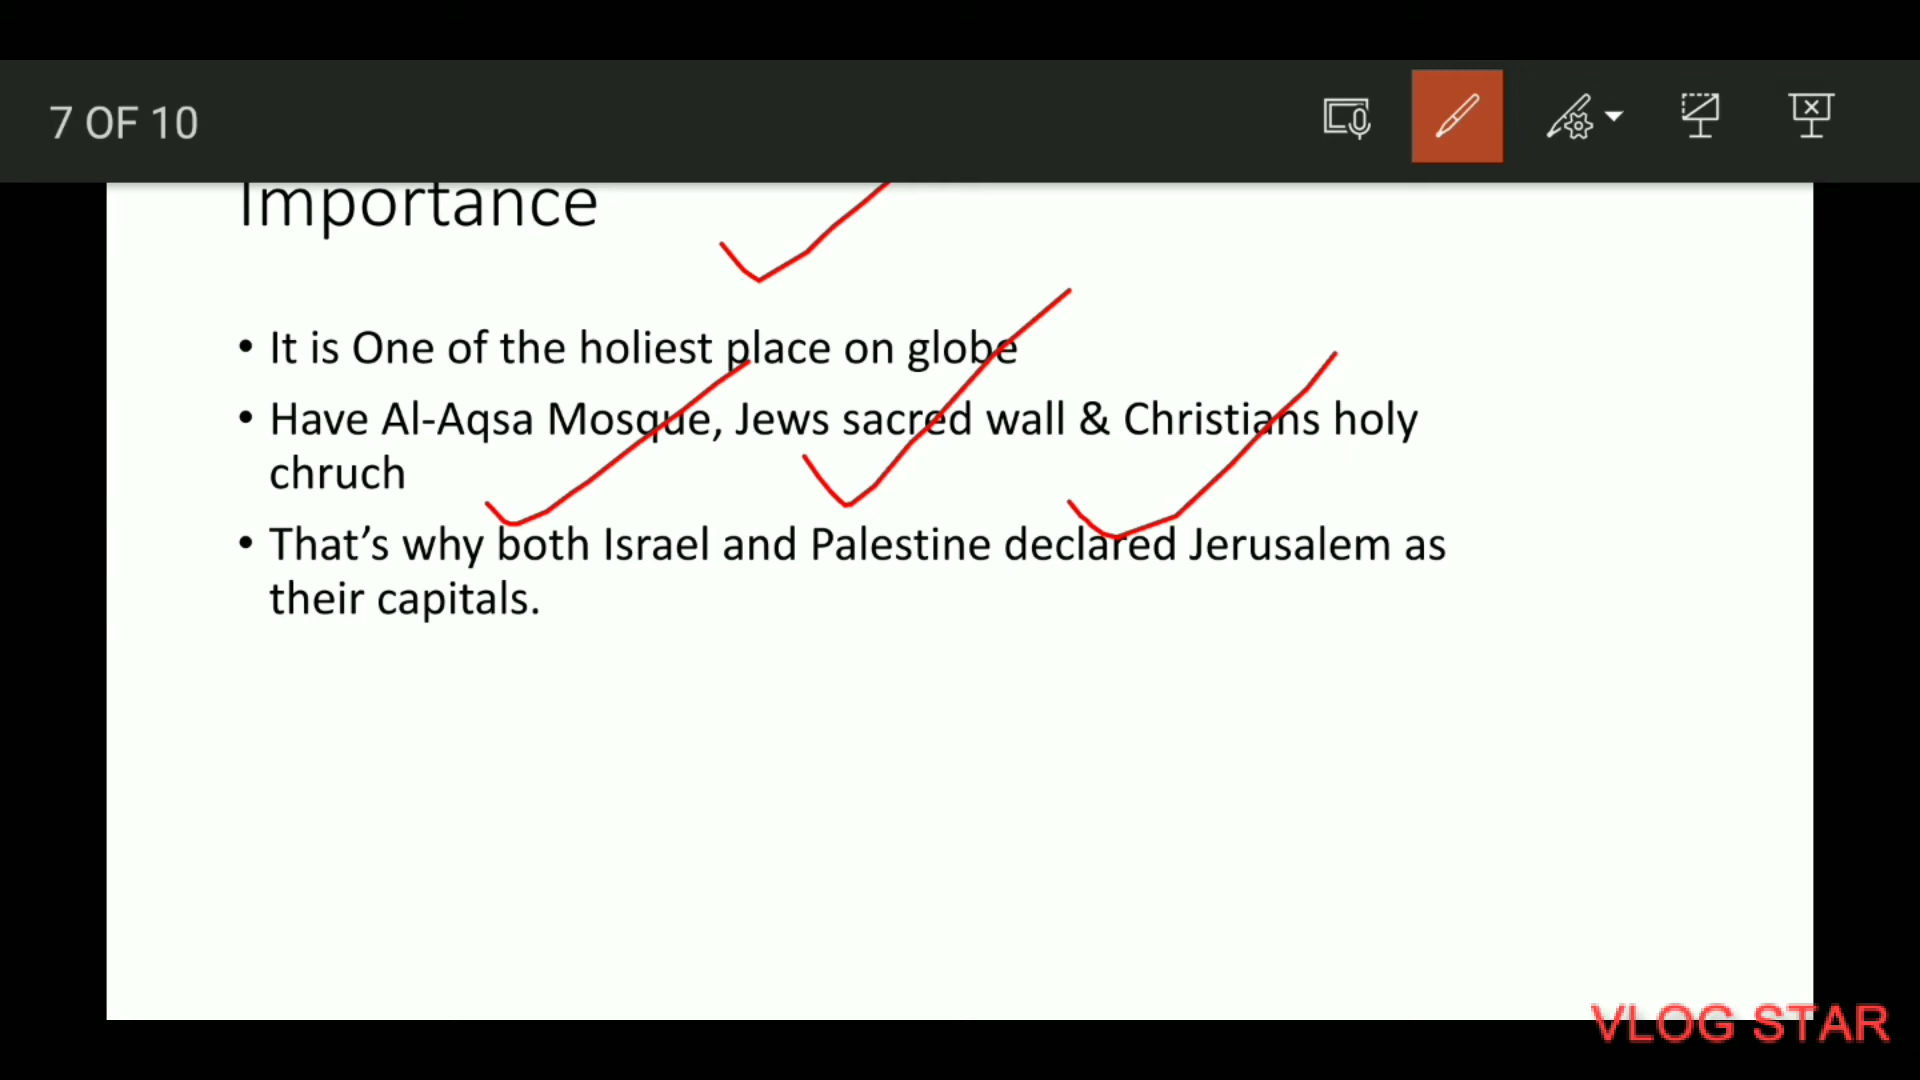 7 OF 10
Importance
• It is One of the holiest place on globe
• Have Al-Aqsa Mosque, Jews sacred wall & Christians holy
chruch
• That’s why both Israel and Palestine declared Jerusalem as
their capitals.
VLOG STAR